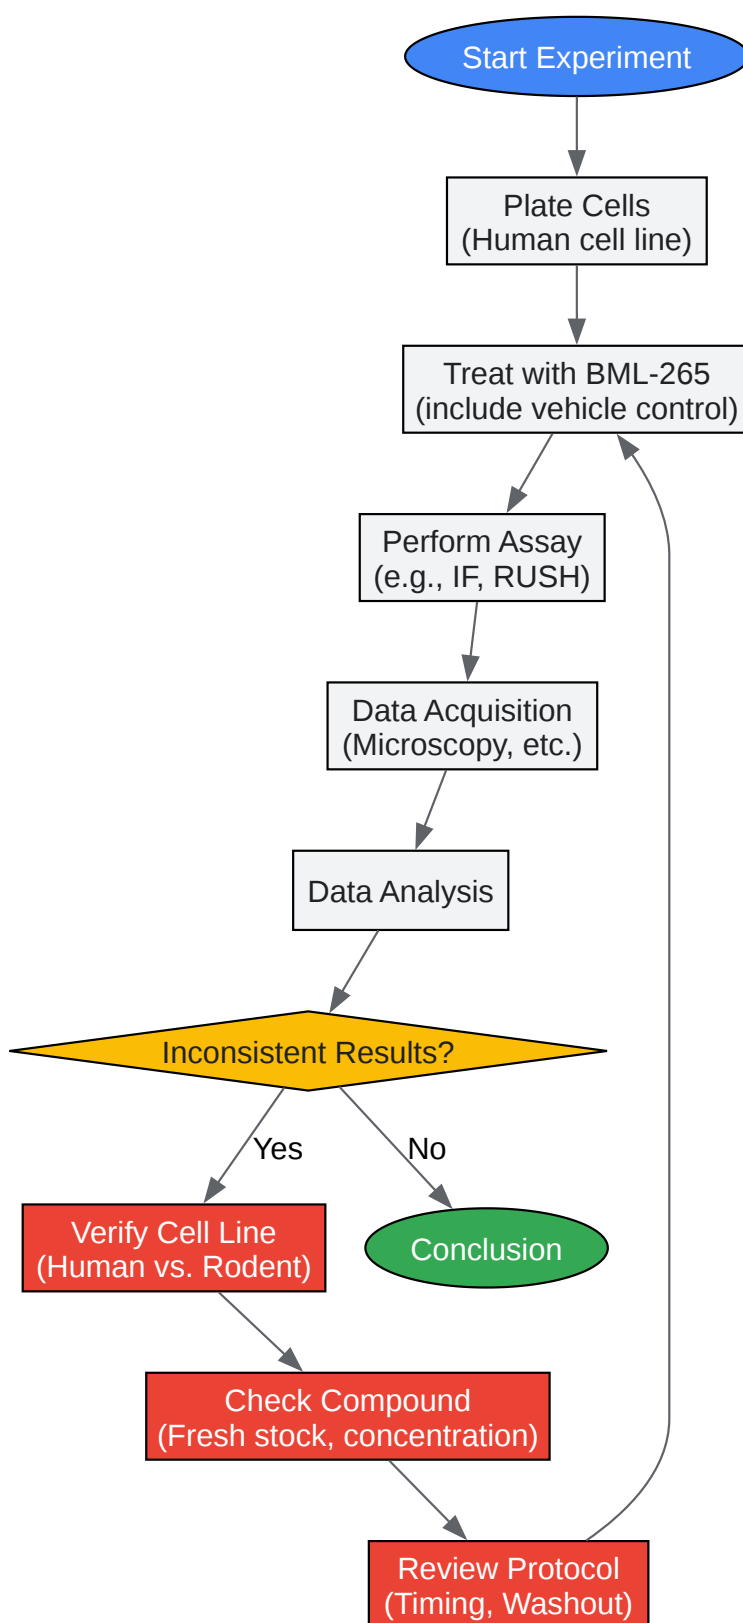 Start Experiment
Plate Cells
(Human cell line)
Treat with BML-265
(include vehicle control)
Perform Assay
(e.g., IF, RUSH)
Data Acquisition
(Microscopy, etc.)
Data Analysis
Inconsistent Results?
Yes
No
Verify Cell Line
(Human vs. Rodent)
Conclusion
Check Compound
(Fresh stock, concentration)
Review Protocol
(Timing, Washout)